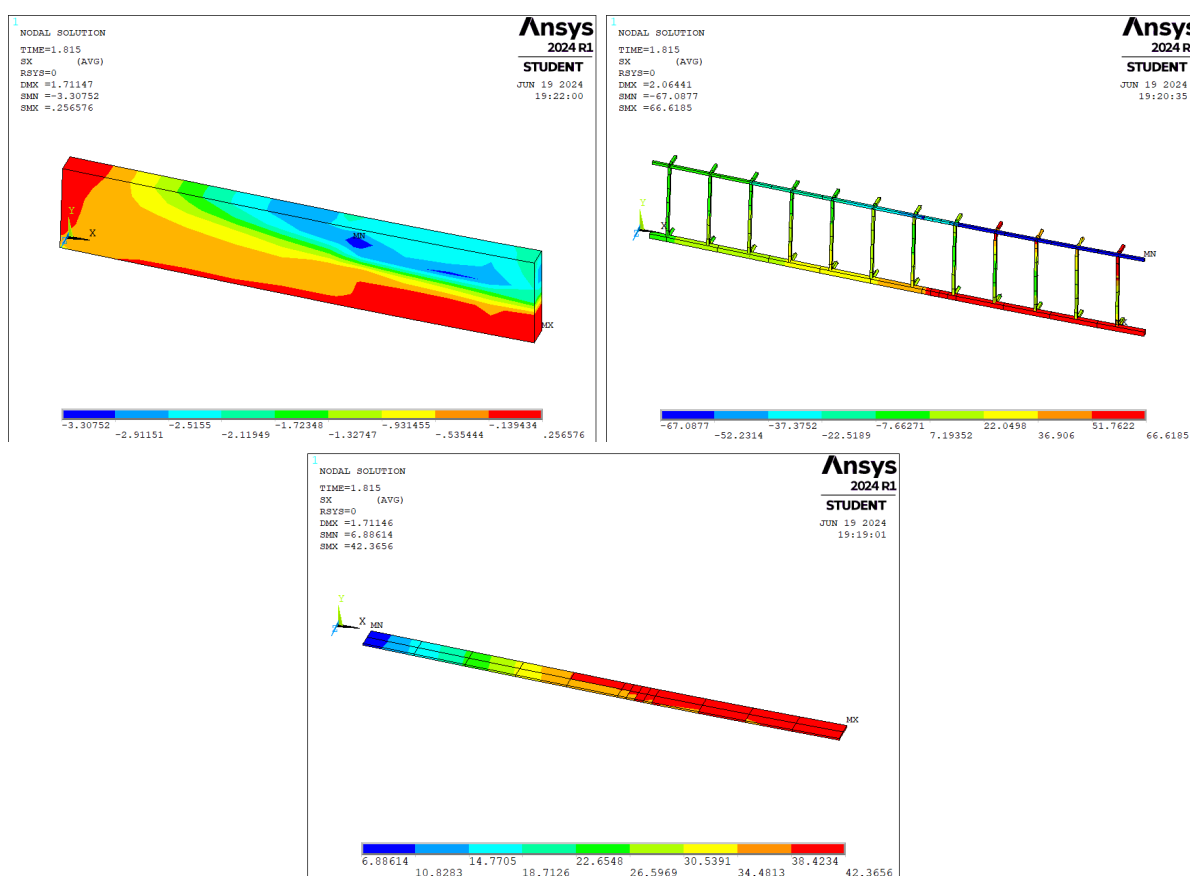 1
NODAL SOLUTION
TIME=1.815
SX (AVG)
RSYS=0
DMX =1.71147
SMN =-3.30752
SMX =.256576
Ansys
2024 R1
STUDENT
JUN 19 2024
19:22:00
Y
Z X
MN
MX
-3.30752 -2.5155 -1.72348 -.931455 -.139434
-2.91151 -2.11949 -1.32747 -.535444 .256576
1
NODAL SOLUTION
TIME=1.815
SX (AVG)
RSYS=0
DMX =2.06441
SMN =-67.0877
SMX =66.6185
Ansys
2024 R1
STUDENT
JUN 19 2024
19:20:35
Y
Z X
MN
-67.0877 -37.3752 -7.66271 22.0498 51.7622
-52.2314 -22.5189 7.19352 36.906 66.6185
1
NODAL SOLUTION
TIME=1.815
SX (AVG)
RSYS=0
DMX =1.71146
SMN =6.88614
SMX =42.3656
Ansys
2024 R1
STUDENT
JUN 19 2024
19:19:01
Y
Z X MN
MX
6.88614 14.7705 22.6548 30.5391 38.4234
10.8283 18.7126 26.5969 34.4813 42.3656